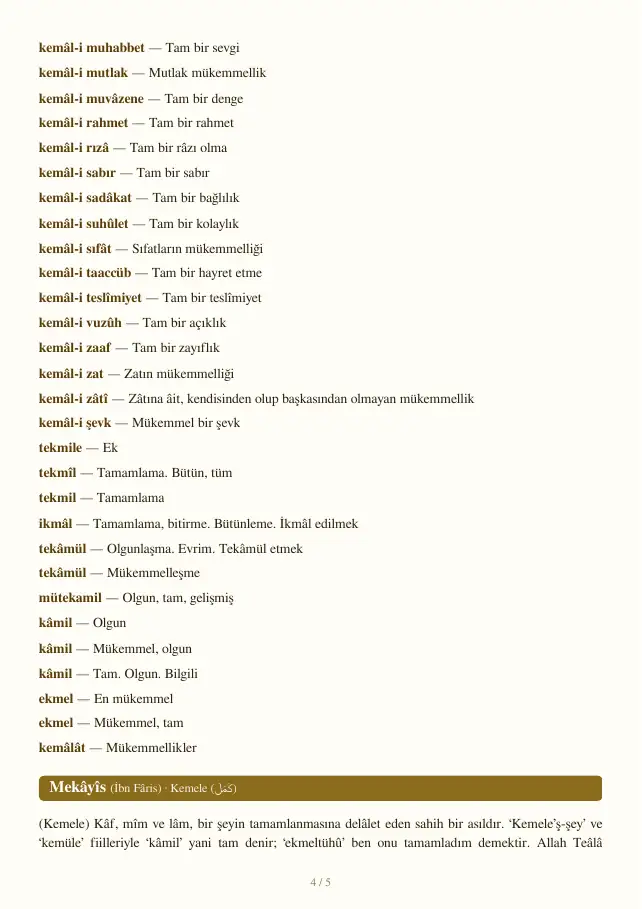 kemâl-i muhabbet — Tam bir sevgi
kemâl-i mutlak — Mutlak mükemmellik
kemâl-i muvâzene — Tam bir denge
kemâl-i rahmet — Tam bir rahmet
kemâl-i rızâ — Tam bir râzı olma
kemâl-i sabır — Tam bir sabır
kemâl-i sadâkat — Tam bir bağlılık
kemâl-i suhûlet — Tam bir kolaylık
kemâl-i sıfât — Sıfatların mükemmelliği
kemâl-i taaccüb — Tam bir hayret etme
kemâl-i teslîmiyet — Tam bir teslîmiyet
kemâl-i vuzûh — Tam bir açıklık
kemâl-i zaaf — Tam bir zayıflık
kemâl-i zat — Zatın mükemmelliği
kemâl-i zâtî — Zâtına âit, kendisinden olup başkasından olmayan mükemmellik
kemâl-i şevk — Mükemmel bir şevk
tekmile — Ek
tekmîl — Tamamlama. Bütün, tüm
tekmil — Tamamlama
ikmâl — Tamamlama, bitirme. Bütünleme. İkmâl edilmek
tekâmül — Olgunlaşma. Evrim. Tekâmül etmek
tekâmül — Mükemmelleşme
mütekamil — Olgun, tam, gelişmiş
kâmil — Olgun
kâmil — Mükemmel, olgun
kâmil — Tam. Olgun. Bilgili
ekmel — En mükemmel
ekmel — Mükemmel, tam
kemâlât — Mükemmellikler
Mekâyîs (İbn Fâris) · Kemele (كَمَلَ)
(Kemele) Kâf, mîm ve lâm, bir şeyin tamamlanmasına delâlet eden sahih bir asıldır. ‘Kemele’ş-şey’ ve
‘kemüle’ fiilleriyle ‘kâmil’ yani tam denir; ‘ekmeltühû’ ben onu tamamladım demektir. Allah Teâlâ
4 / 5